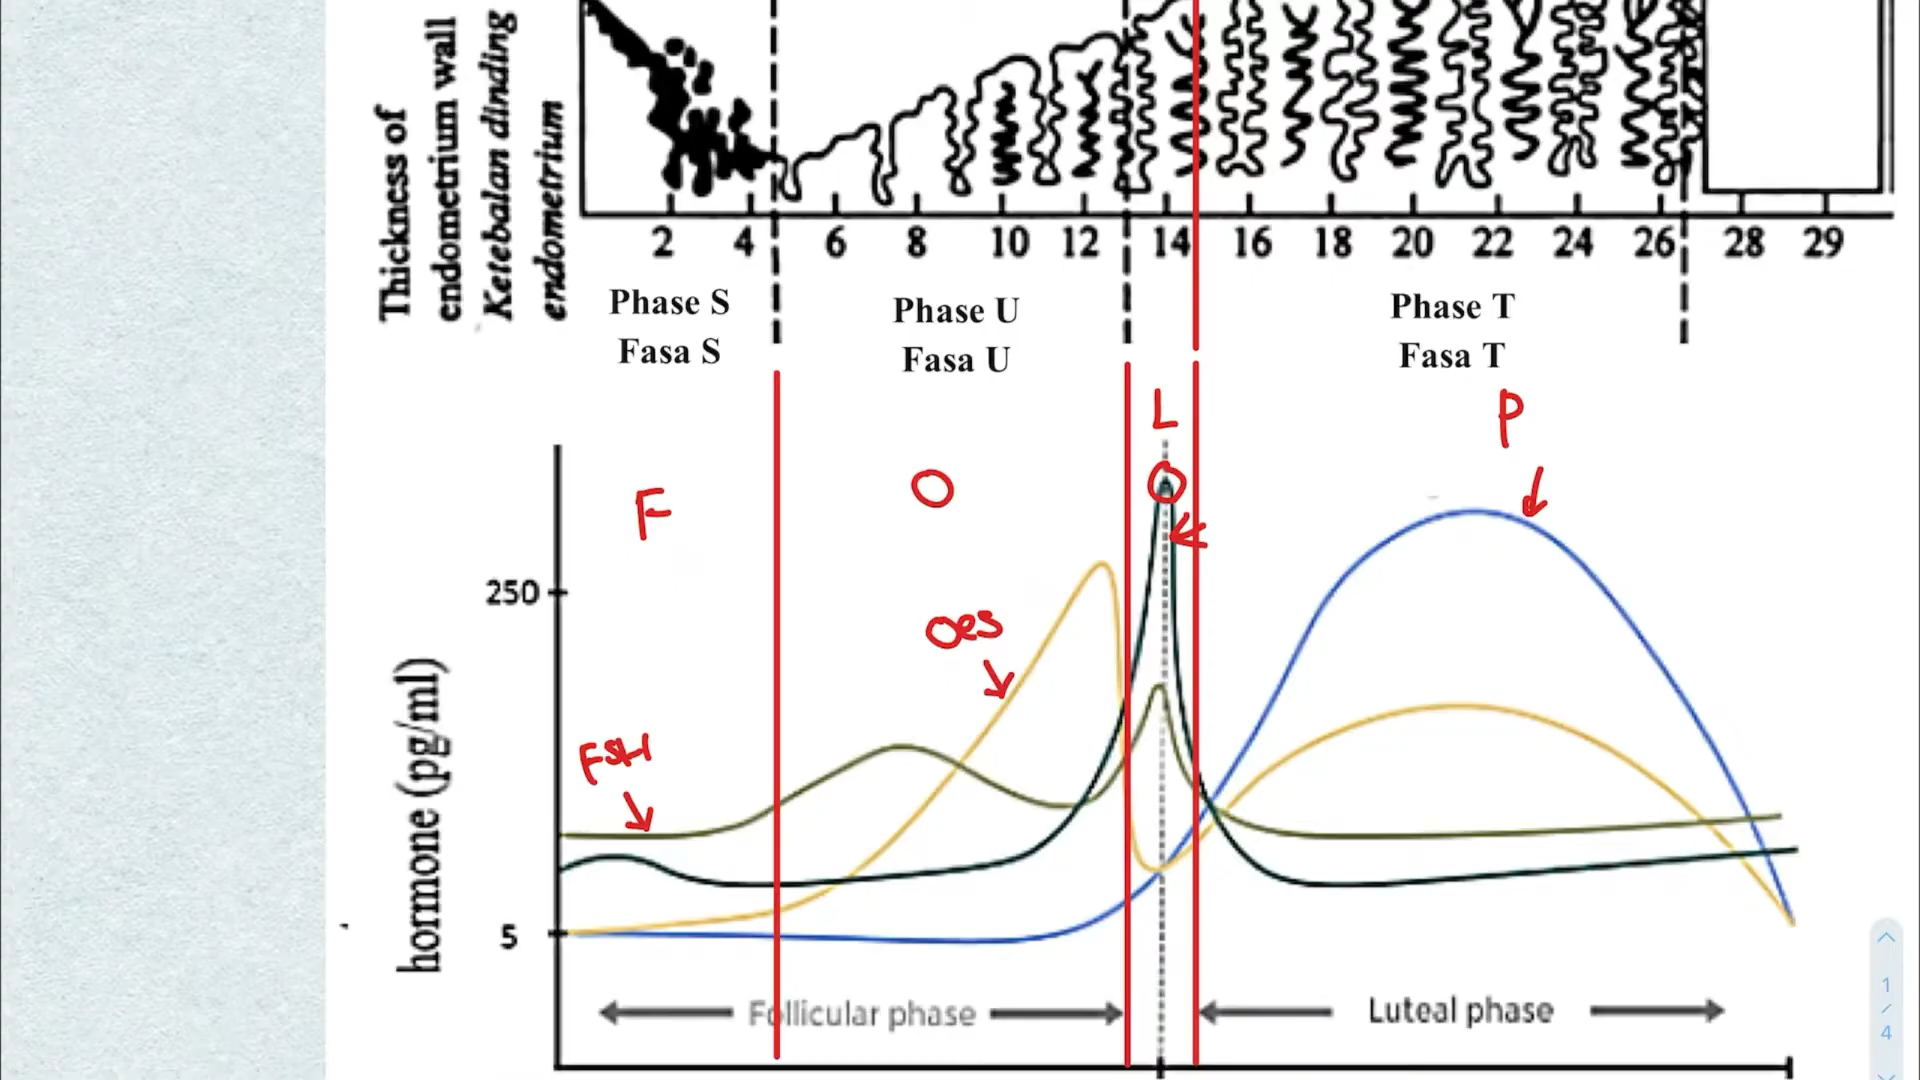 Thickness of
endometrium wall
Ketebalan dinding
endometrium
2 4 6 8 10 12 14 16 18 20 22 24 26 28 29
Phase S
Fasa S
Phase U
Fasa U
Phase T
Fasa T
F
O
L
P
Oes
FSH
hormone (pg/ml)
250
5
Follicular phase
Luteal phase
1
/
4